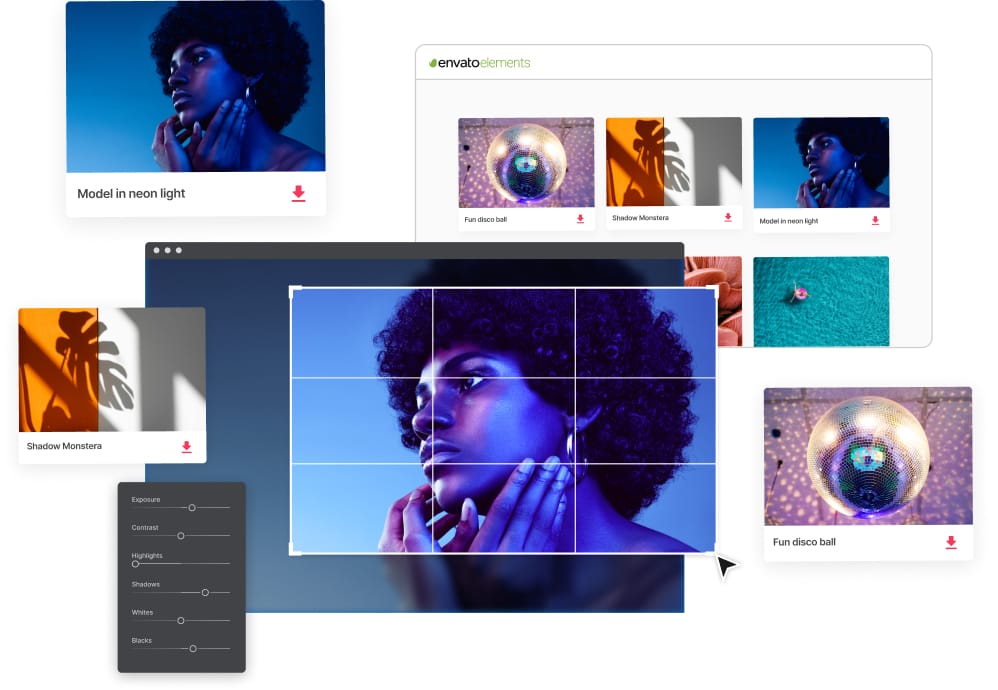 Model in neon light
envatoelements
Fun disco ball
Shadow Monstera
Model in neon light
Shadow Monstera
Fun disco ball
Exposure
Contrast
Highlights
Shadows
Whites
Blacks